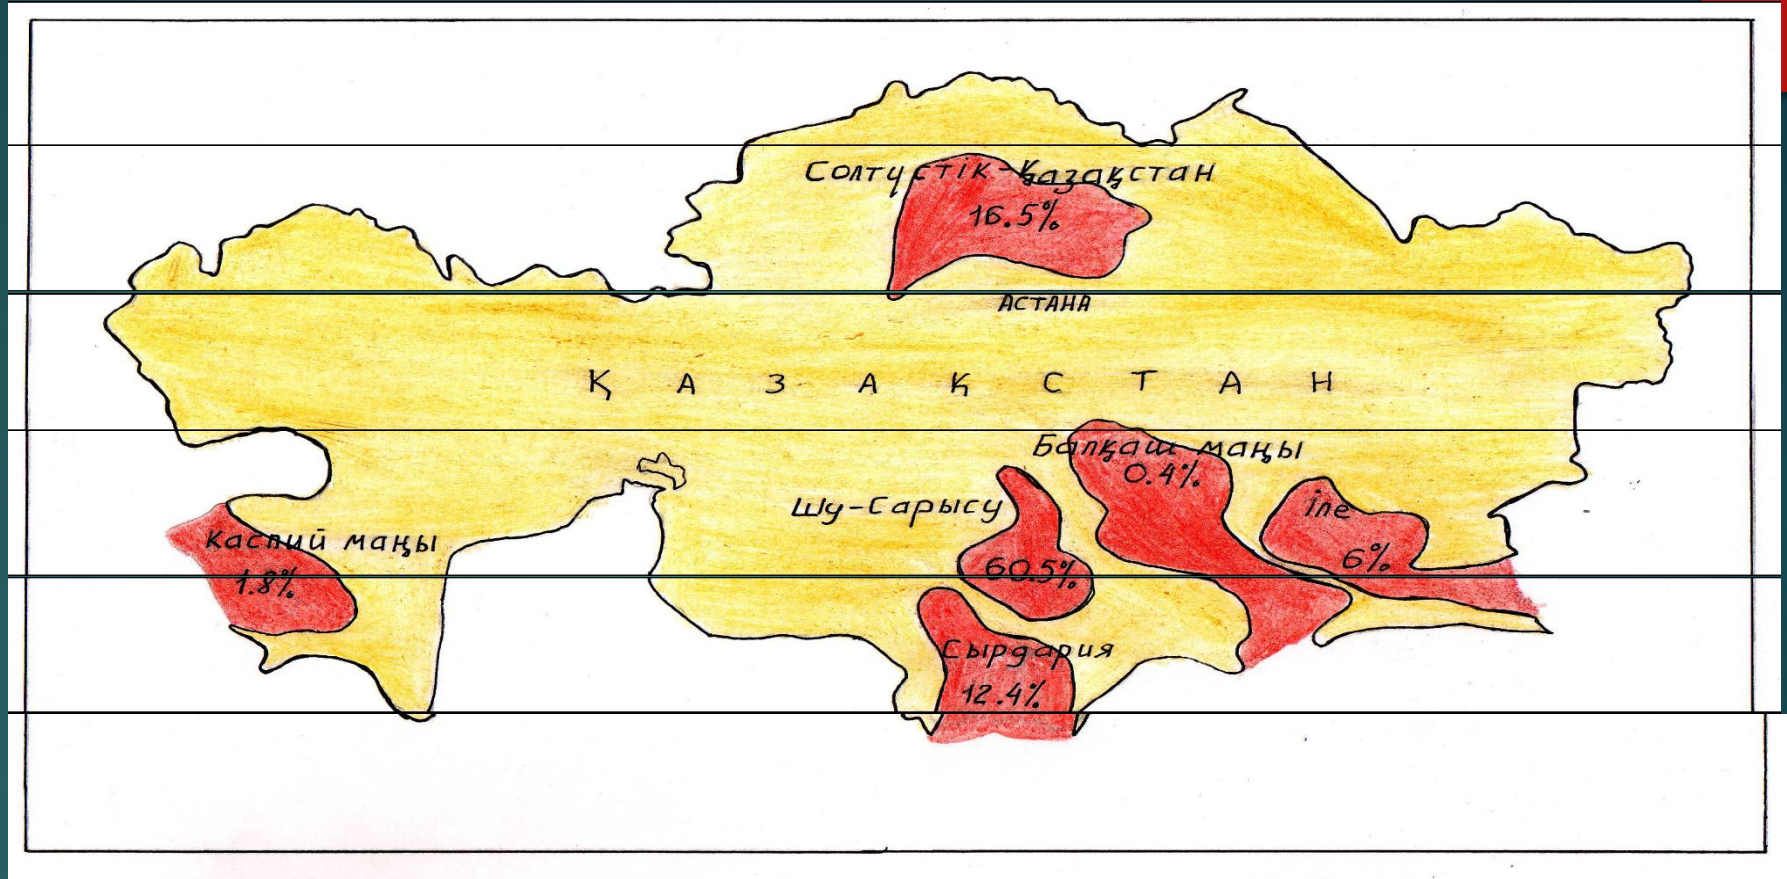 Солтүстік-Қазақстан
16.5%
АСТАНА
ҚАЗАҚСТАН
Балқаш маңы
0.4%
Шу-Сарысу
60.5%
Іле
6%
Каспий маңы
1.8%
Сырдария
12.4%